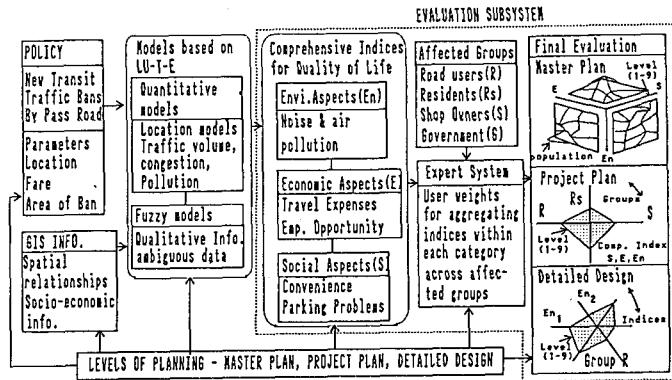 EVALUATION SUBSYSTEM
POLICY
New Transit
Traffic Bans
By Pass Road
Parameters
Location
Fare
Area of Ban
GIS INFO.
Spatial
relationships
Socio-economic
info.
Models based on
LU-T-E
Quantitative
models
Location models
Traffic volume,
congestion,
Pollution
Fuzzy models
Qualitative Info.
ambiguous data
Comprehensive Indices
for Quality of Life
Envi.Aspects(En)
Noise & air
pollution
Economic Aspects(E)
Travel Expenses
Emp. Opportunity
Social Aspects(S)
Convenience
Parking Problems
Affected Groups
Road users(R)
Residents(Rs)
Shop Owners(S)
Government(G)
Expert System
User weights
for aggregating
indices within
each category
across affec-
ted groups
Final Evaluation
Master Plan
Level
(1-9)
E
S
population
En
Project Plan
Rs
Groups
R
S
Level
(1-9)
Comp. Index
S,E,En
Detailed Design
En2
En1
Indices
Level
(1-9)
Group R
LEVELS OF PLANNING - MASTER PLAN, PROJECT PLAN, DETAILED DESIGN